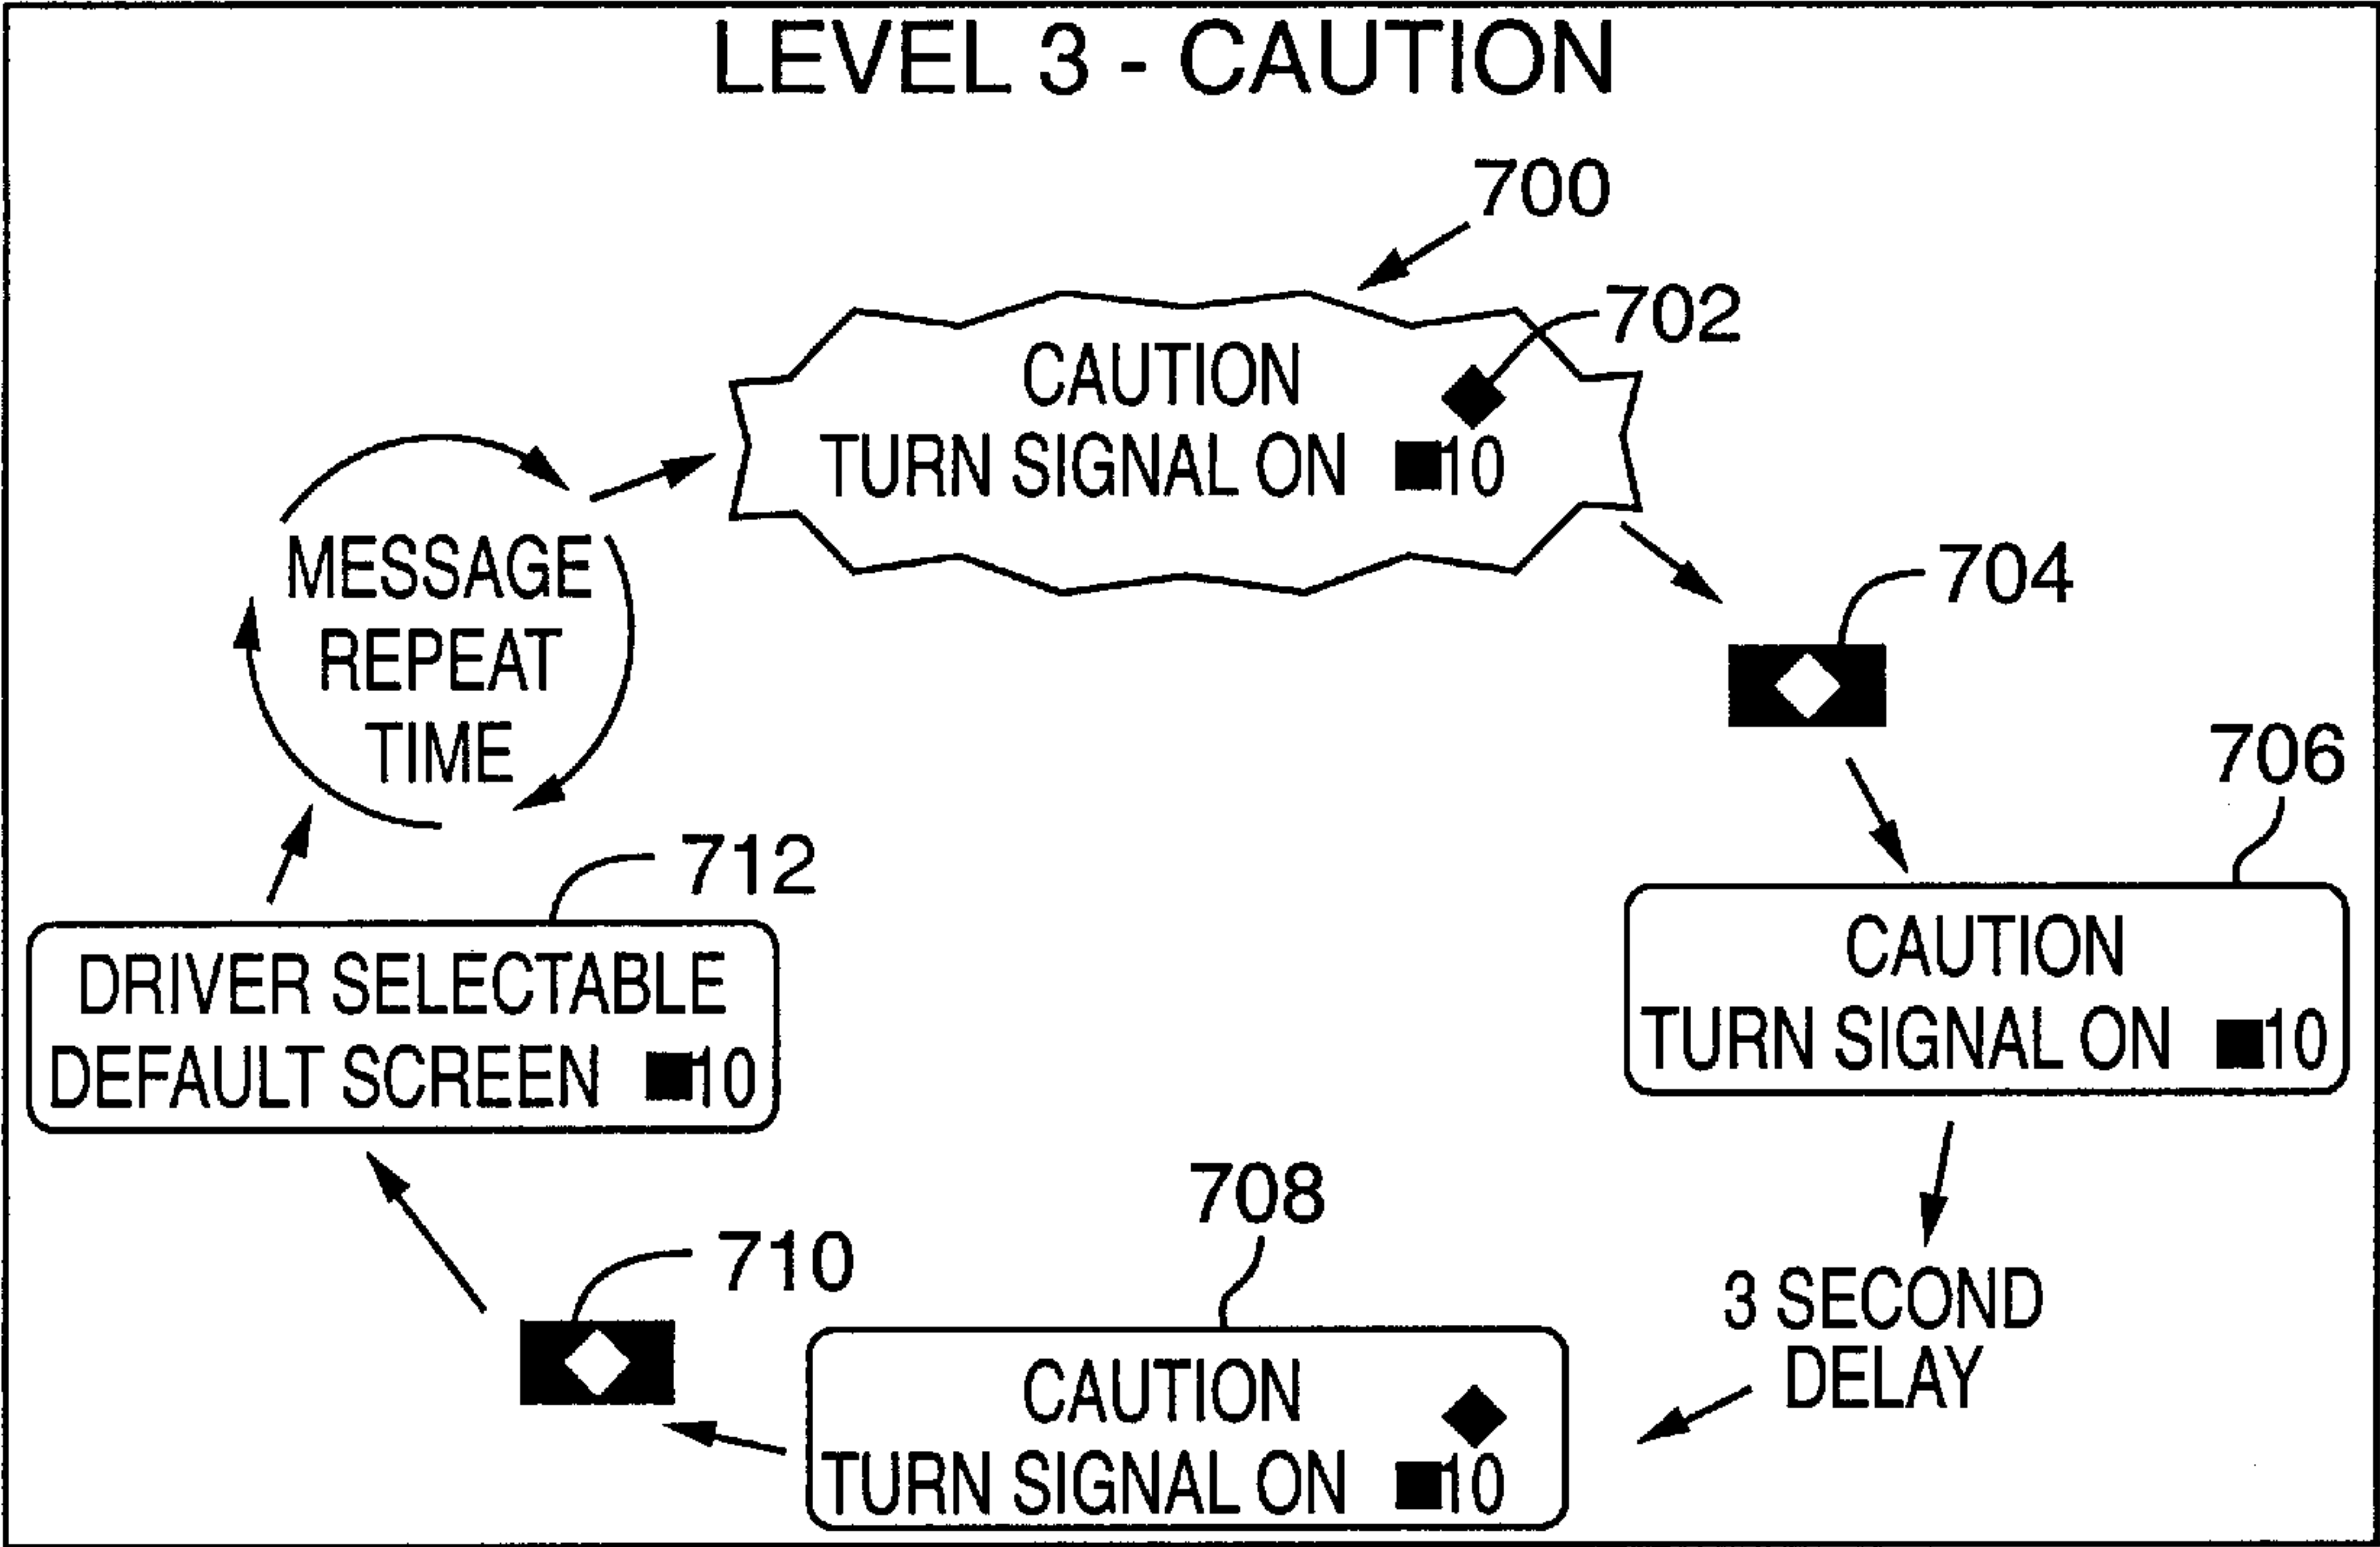 LEVEL 3 - CAUTION
700
702
CAUTION
TURN SIGNAL ON ■10
704
MESSAGE
REPEAT
TIME
706
712
CAUTION
TURN SIGNAL ON ■10
DRIVER SELECTABLE
DEFAULT SCREEN ■10
708
710
3 SECOND
DELAY
CAUTION
TURN SIGNAL ON ■10